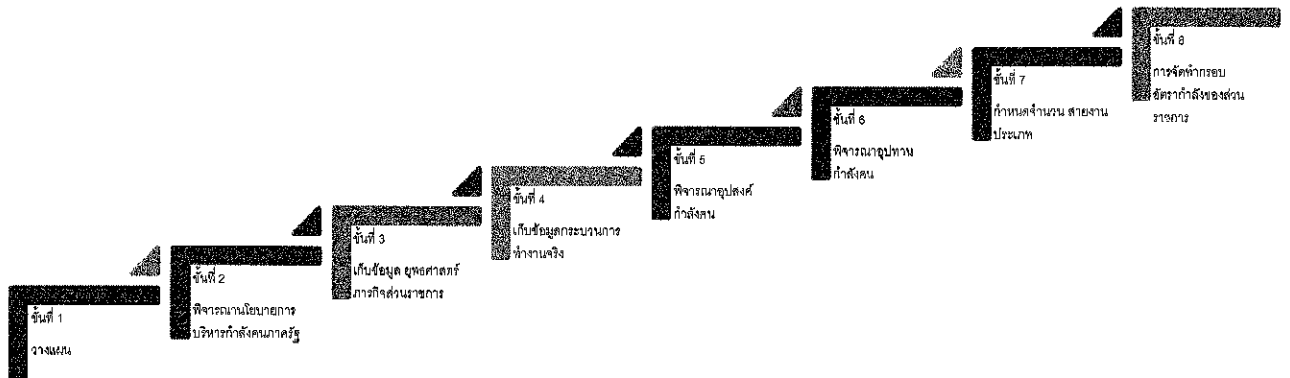 ขั้นที่ 1
วางแผน
ขั้นที่ 2
พิจารณานโยบายการ
บริหารกำลังคนภาครัฐ
ขั้นที่ 3
เก็บข้อมูล ยุทธศาสตร์
ภารกิจส่วนราชการ
ขั้นที่ 4
เก็บข้อมูลกระบวนการ
ทำงานจริง
ขั้นที่ 5
พิจารณาอุปสงค์
กำลังคน
ขั้นที่ 6
พิจารณาอุปทาน
กำลังคน
ขั้นที่ 7
กำหนดจำนวน สายงาน
ประเภท
ขั้นที่ 8
การจัดทำกรอบ
อัตรากำลังของส่วน
ราชการ